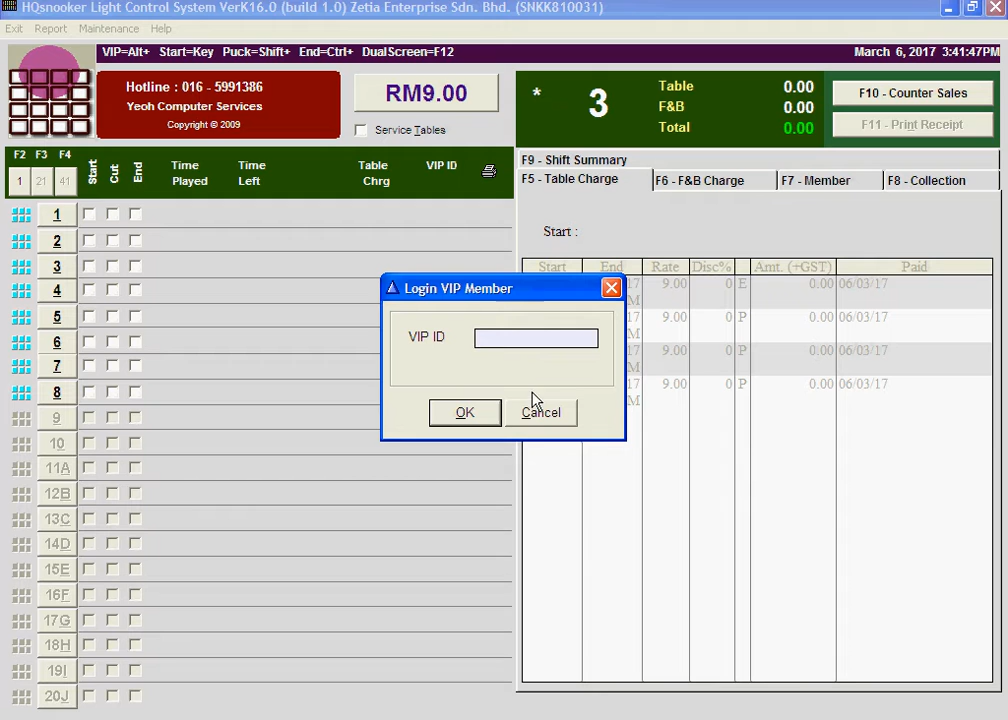 HQsnooker Light Control System VerK16.0 (build 1.0) Zetia Enterprise Sdn. Bhd. (SNKK810031)
Exit Report Maintenance Help
VIP=Alt+ Start=Key Puck=Shift+ End=Ctrl+ DualScreen=F12 March 6, 2017 3:41:47PM
Hotline : 016 - 5991386
Yeoh Computer Services
Copyright © 2009
RM9.00
Service Tables
* 3
Table 0.00
F&B 0.00
Total 0.00
F10 - Counter Sales
F11 - Print Receipt
F2 F3 F4
1 21 41
Start Cut End
Time Played
Time Left
Table Chrg
VIP ID
F9 - Shift Summary
F5 - Table Charge F6 - F&B Charge F7 - Member F8 - Collection
Start :
Start End Rate Disc% Amt. (+GST) Paid
17 9.00 0 E 0.00 06/03/17
M
17 9.00 0 P 0.00 06/03/17
M
17 9.00 0 P 0.00 06/03/17
M
17 9.00 0 P 0.00 06/03/17
M
1
2
3
4
5
6
7
8
9
10
11A
12B
13C
14D
15E
16F
17G
18H
19I
20J
Login VIP Member
VIP ID
OK Cancel